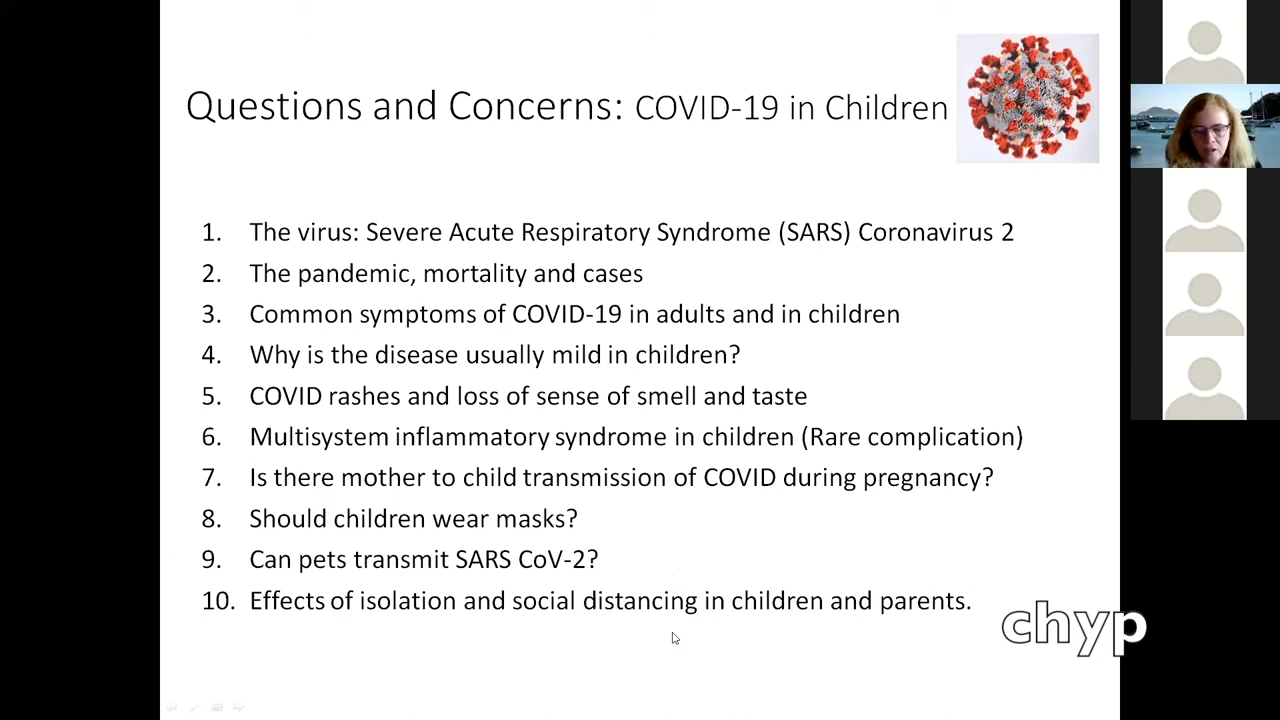 Questions and Concerns: COVID-19 in Children
1. The virus: Severe Acute Respiratory Syndrome (SARS) Coronavirus 2
2. The pandemic, mortality and cases
3. Common symptoms of COVID-19 in adults and in children
4. Why is the disease usually mild in children?
5. COVID rashes and loss of sense of smell and taste
6. Multisystem inflammatory syndrome in children (Rare complication)
7. Is there mother to child transmission of COVID during pregnancy?
8. Should children wear masks?
9. Can pets transmit SARS CoV-2?
10. Effects of isolation and social distancing in children and parents.
chyp